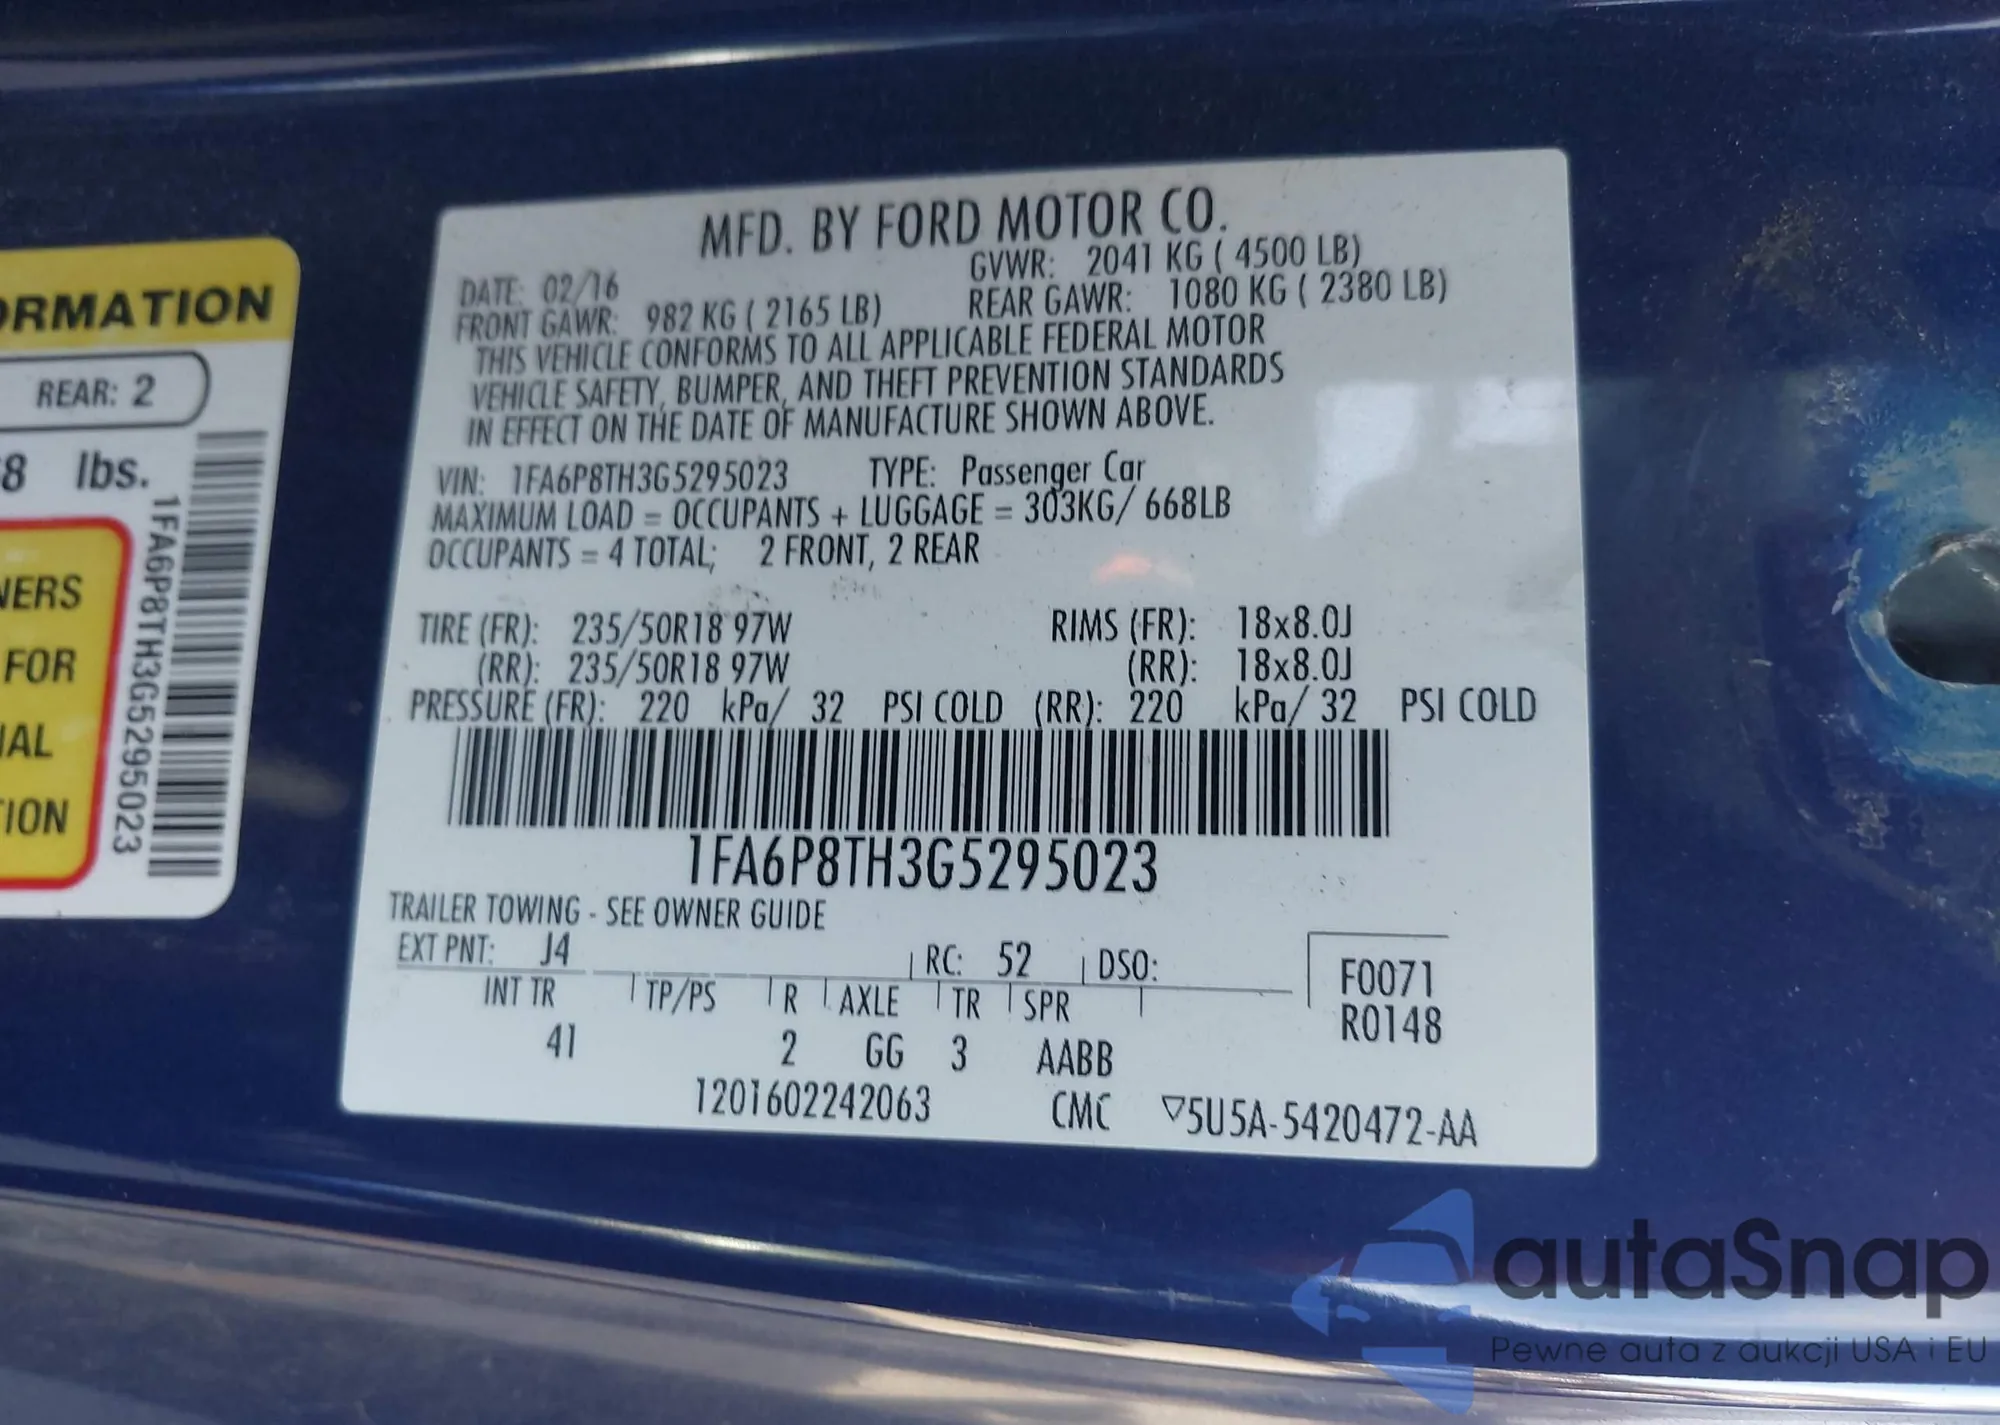 MFD. BY FORD MOTOR CO.
DATE: 02/16 GVWR: 2041 KG ( 4500 LB)
FRONT GAWR: 982 KG ( 2165 LB) REAR GAWR: 1080 KG ( 2380 LB)
THIS VEHICLE CONFORMS TO ALL APPLICABLE FEDERAL MOTOR
VEHICLE SAFETY, BUMPER, AND THEFT PREVENTION STANDARDS
IN EFFECT ON THE DATE OF MANUFACTURE SHOWN ABOVE.
VIN: 1FA6P8TH3G5295023 TYPE: Passenger Car
MAXIMUM LOAD = OCCUPANTS + LUGGAGE = 303KG/ 668LB
OCCUPANTS = 4 TOTAL; 2 FRONT, 2 REAR
TIRE (FR): 235/50R18 97W RIMS (FR): 18x8.0J
(RR): 235/50R18 97W (RR): 18x8.0J
PRESSURE (FR): 220 kPa/ 32 PSI COLD (RR): 220 kPa/ 32 PSI COLD
1FA6P8TH3G5295023
TRAILER TOWING - SEE OWNER GUIDE
EXT PNT: J4 RC: 52 DSO:
INT TR TP/PS R AXLE TR SPR
41 2 GG 3 AABB
F0071
R0148
1201602242063 CMC ▽5U5A-5420472-AA
ORMATION
REAR: 2
8 lbs.
NERS
FOR
IAL
TION
1FA6P8TH3G5295023
autaSnap
Pewne auta z aukcji USA i EU